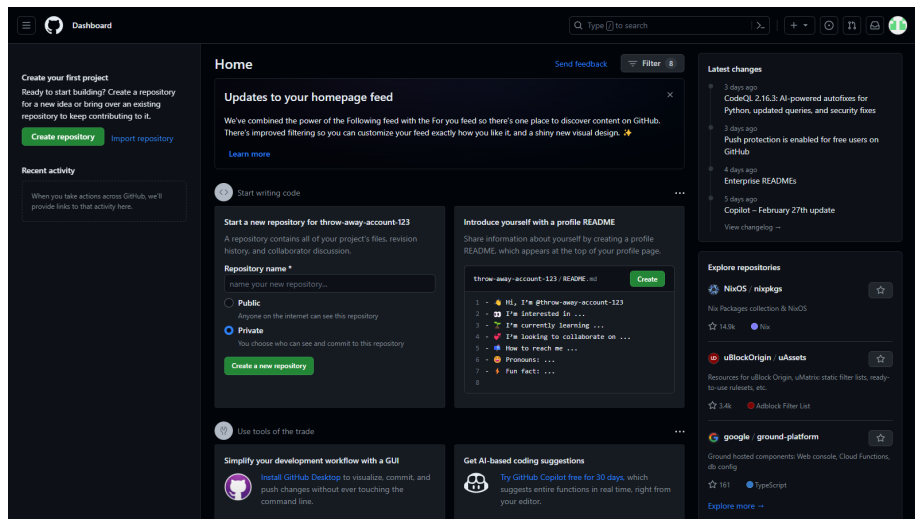 Dashboard
Type / to search
Create your first project
Ready to start building? Create a repository
for a new idea or bring over an existing
repository to keep contributing to it.
Create repository
Import repository
Recent activity
When you take actions across GitHub, we'll
provide links to that activity here.
Home
Send feedback
Filter 8
Updates to your homepage feed
We've combined the power of the Following feed with the For you feed so there's one place to discover content on GitHub.
There's improved filtering so you can customize your feed exactly how you like it, and a shiny new visual design. ✨
Learn more
Start writing code
Start a new repository for throw-away-account-123
A repository contains all of your project's files, revision
history, and collaborator discussion.
Repository name *
name your new repository...
Public
Anyone on the internet can see this repository
Private
You choose who can see and commit to this repository
Create a new repository
Introduce yourself with a profile README
Share information about yourself by creating a profile
README, which appears at the top of your profile page.
throw-away-account-123 / README.md
Create
1 - 👋 Hi, I'm @throw-away-account-123
2 - 👀 I'm interested in ...
3 - 🌱 I'm currently learning ...
4 - 💞️ I'm looking to collaborate on ...
5 - 📫 How to reach me ...
6 - 😄 Pronouns: ...
7 - ⚡ Fun fact: ...
8
Use tools of the trade
Simplify your development workflow with a GUI
Install GitHub Desktop to visualize, commit, and
push changes without ever touching the
command line.
Get AI-based coding suggestions
Try GitHub Copilot free for 30 days, which
suggests entire functions in real time, right from
your editor.
Latest changes
3 days ago
CodeQL 2.16.3: AI-powered autofixes for
Python, updated queries, and security fixes
3 days ago
Push protection is enabled for free users on
GitHub
4 days ago
Enterprise READMEs
5 days ago
Copilot – February 27th update
View changelog →
Explore repositories
NixOS / nixpkgs
Nix Packages collection & NixOS
14.9k
Nix
uBlockOrigin / uAssets
Resources for uBlock Origin, uMatrix: static filter lists, ready-
to-use rulesets, etc.
3.4k
Adblock Filter List
google / ground-platform
Ground hosted components: Web console, Cloud Functions,
db config
161
TypeScript
Explore more →